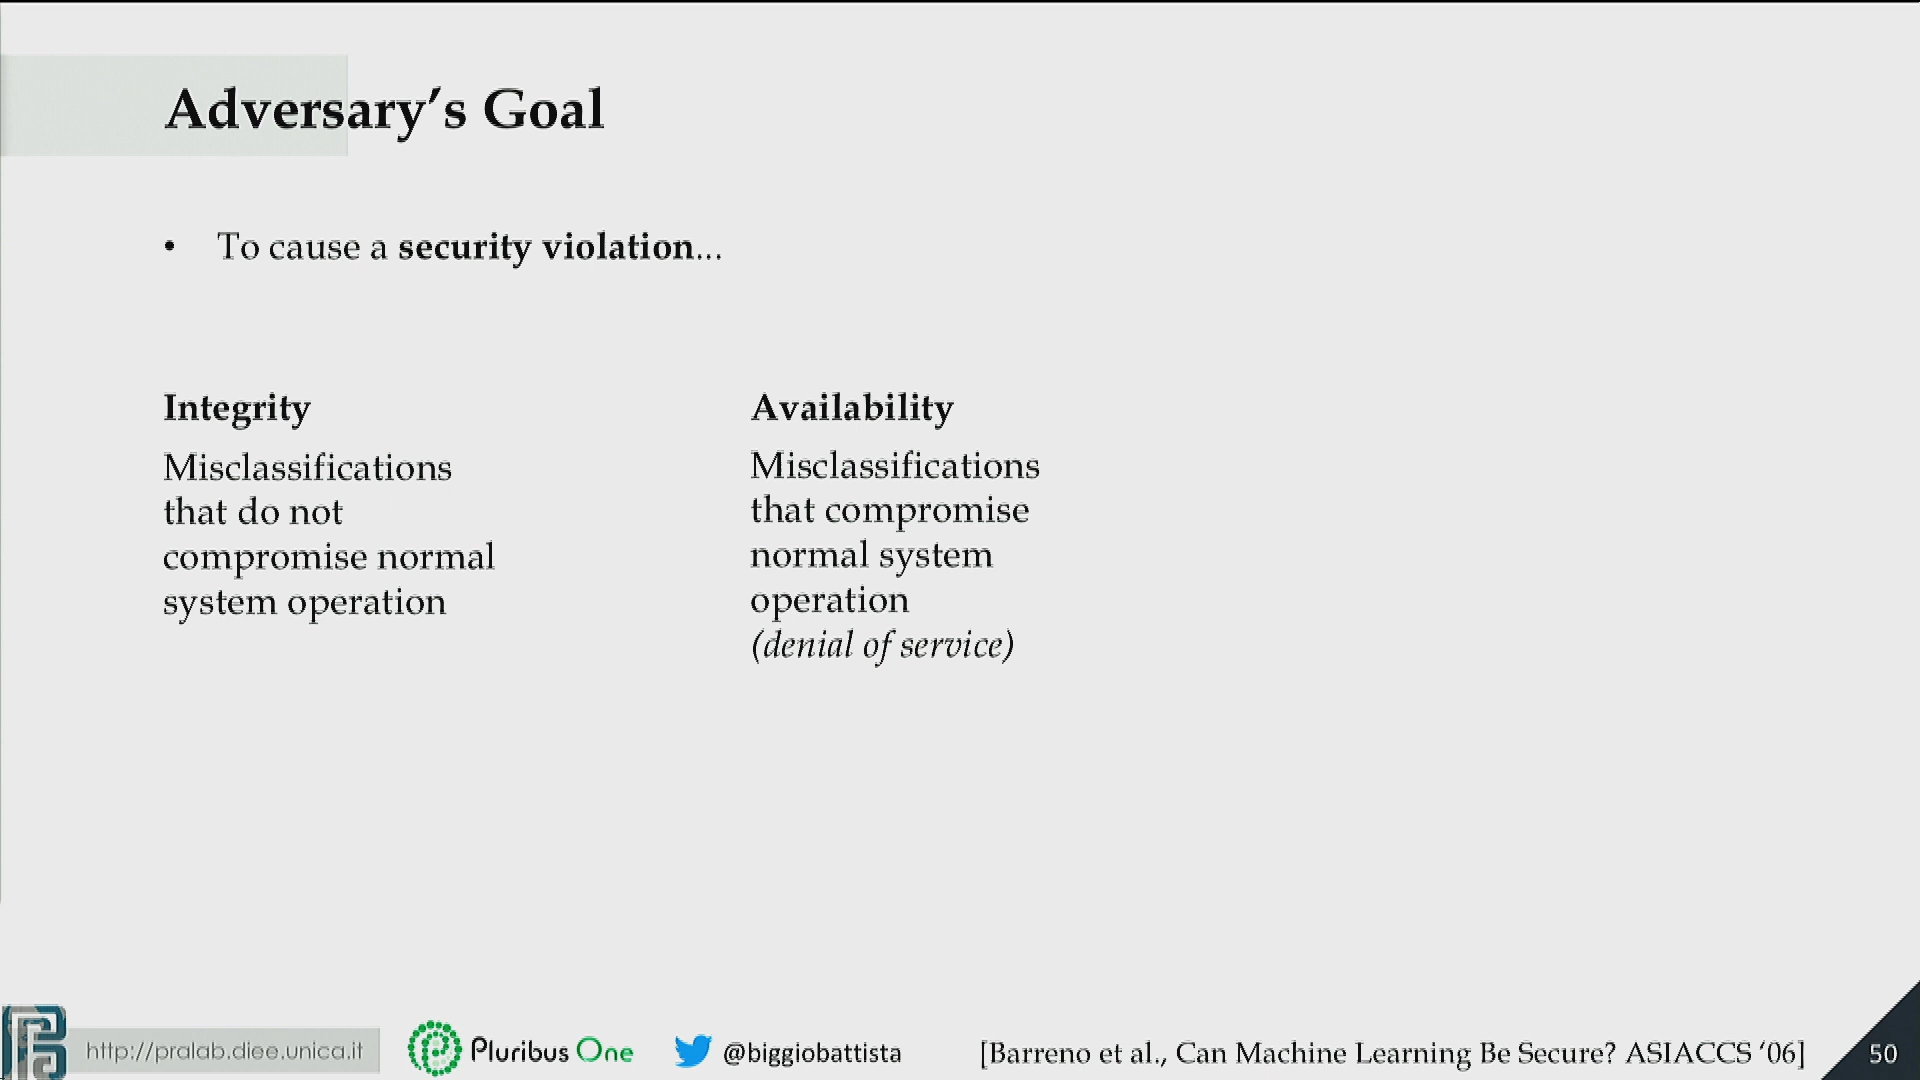 Adversary’s Goal
• To cause a security violation...
Integrity
Misclassifications
that do not
compromise normal
system operation
Availability
Misclassifications
that compromise
normal system
operation
(denial of service)
http://pralab.diee.unica.it
Pluribus One
@biggiobattista
[Barreno et al., Can Machine Learning Be Secure? ASIACCS ‘06]
50